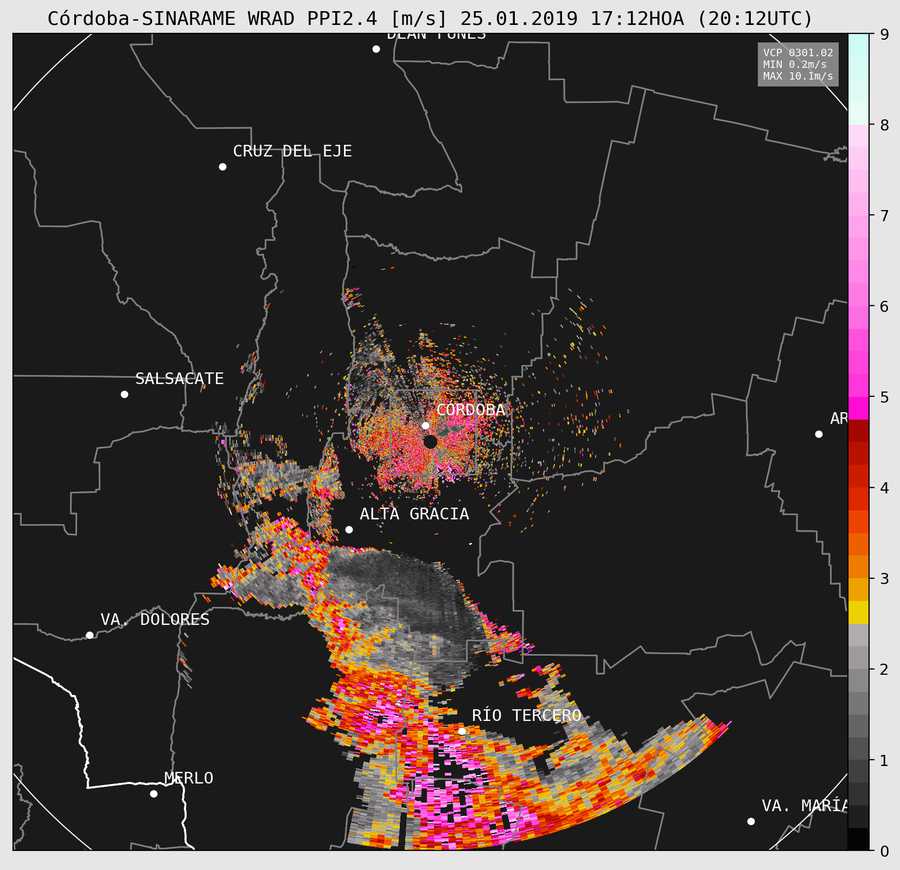 Córdoba-SINARAME WRAD PPI2.4 [m/s] 25.01.2019 17:12HOA (20:12UTC)
DEAN FUNES
VCP 0301.02
MIN 0.2m/s
MAX 10.1m/s
CRUZ DEL EJE
SALSACATE
CÓRDOBA
AR
ALTA GRACIA
VA. DOLORES
RÍO TERCERO
MERLO
VA. MARÍA
9
8
7
6
5
4
3
2
1
0